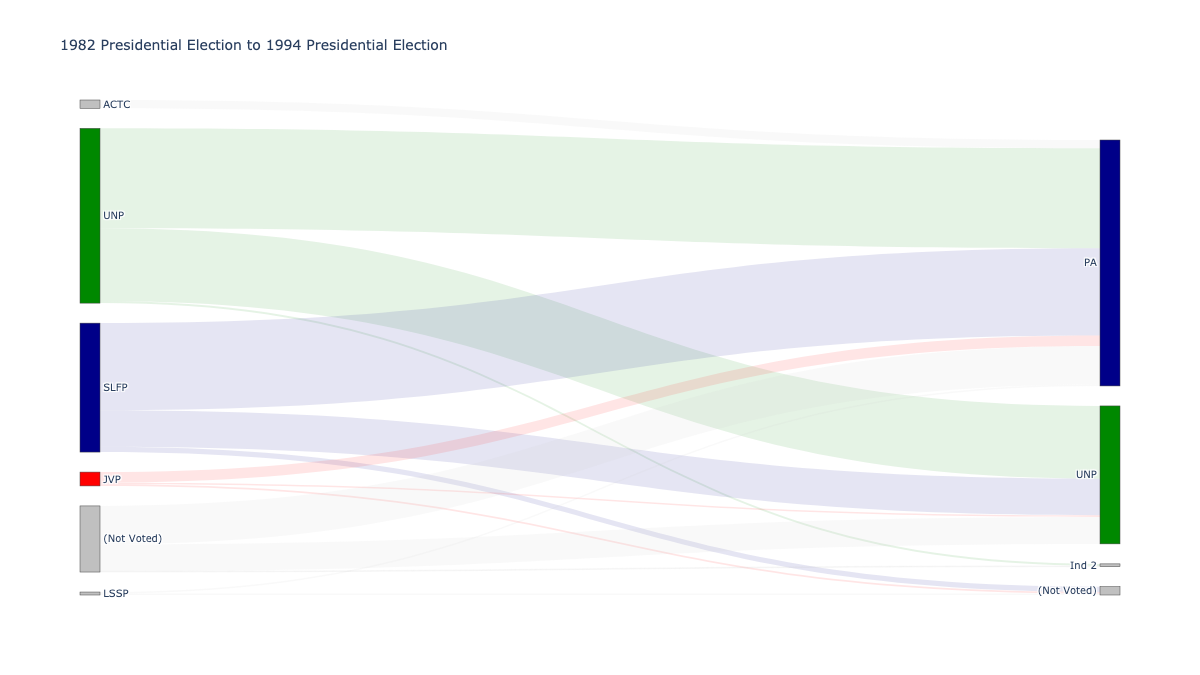 1982 Presidential Election to 1994 Presidential Election
ACTC
UNP
SLFP
JVP
(Not Voted)
LSSP
PA
UNP
Ind 2
(Not Voted)